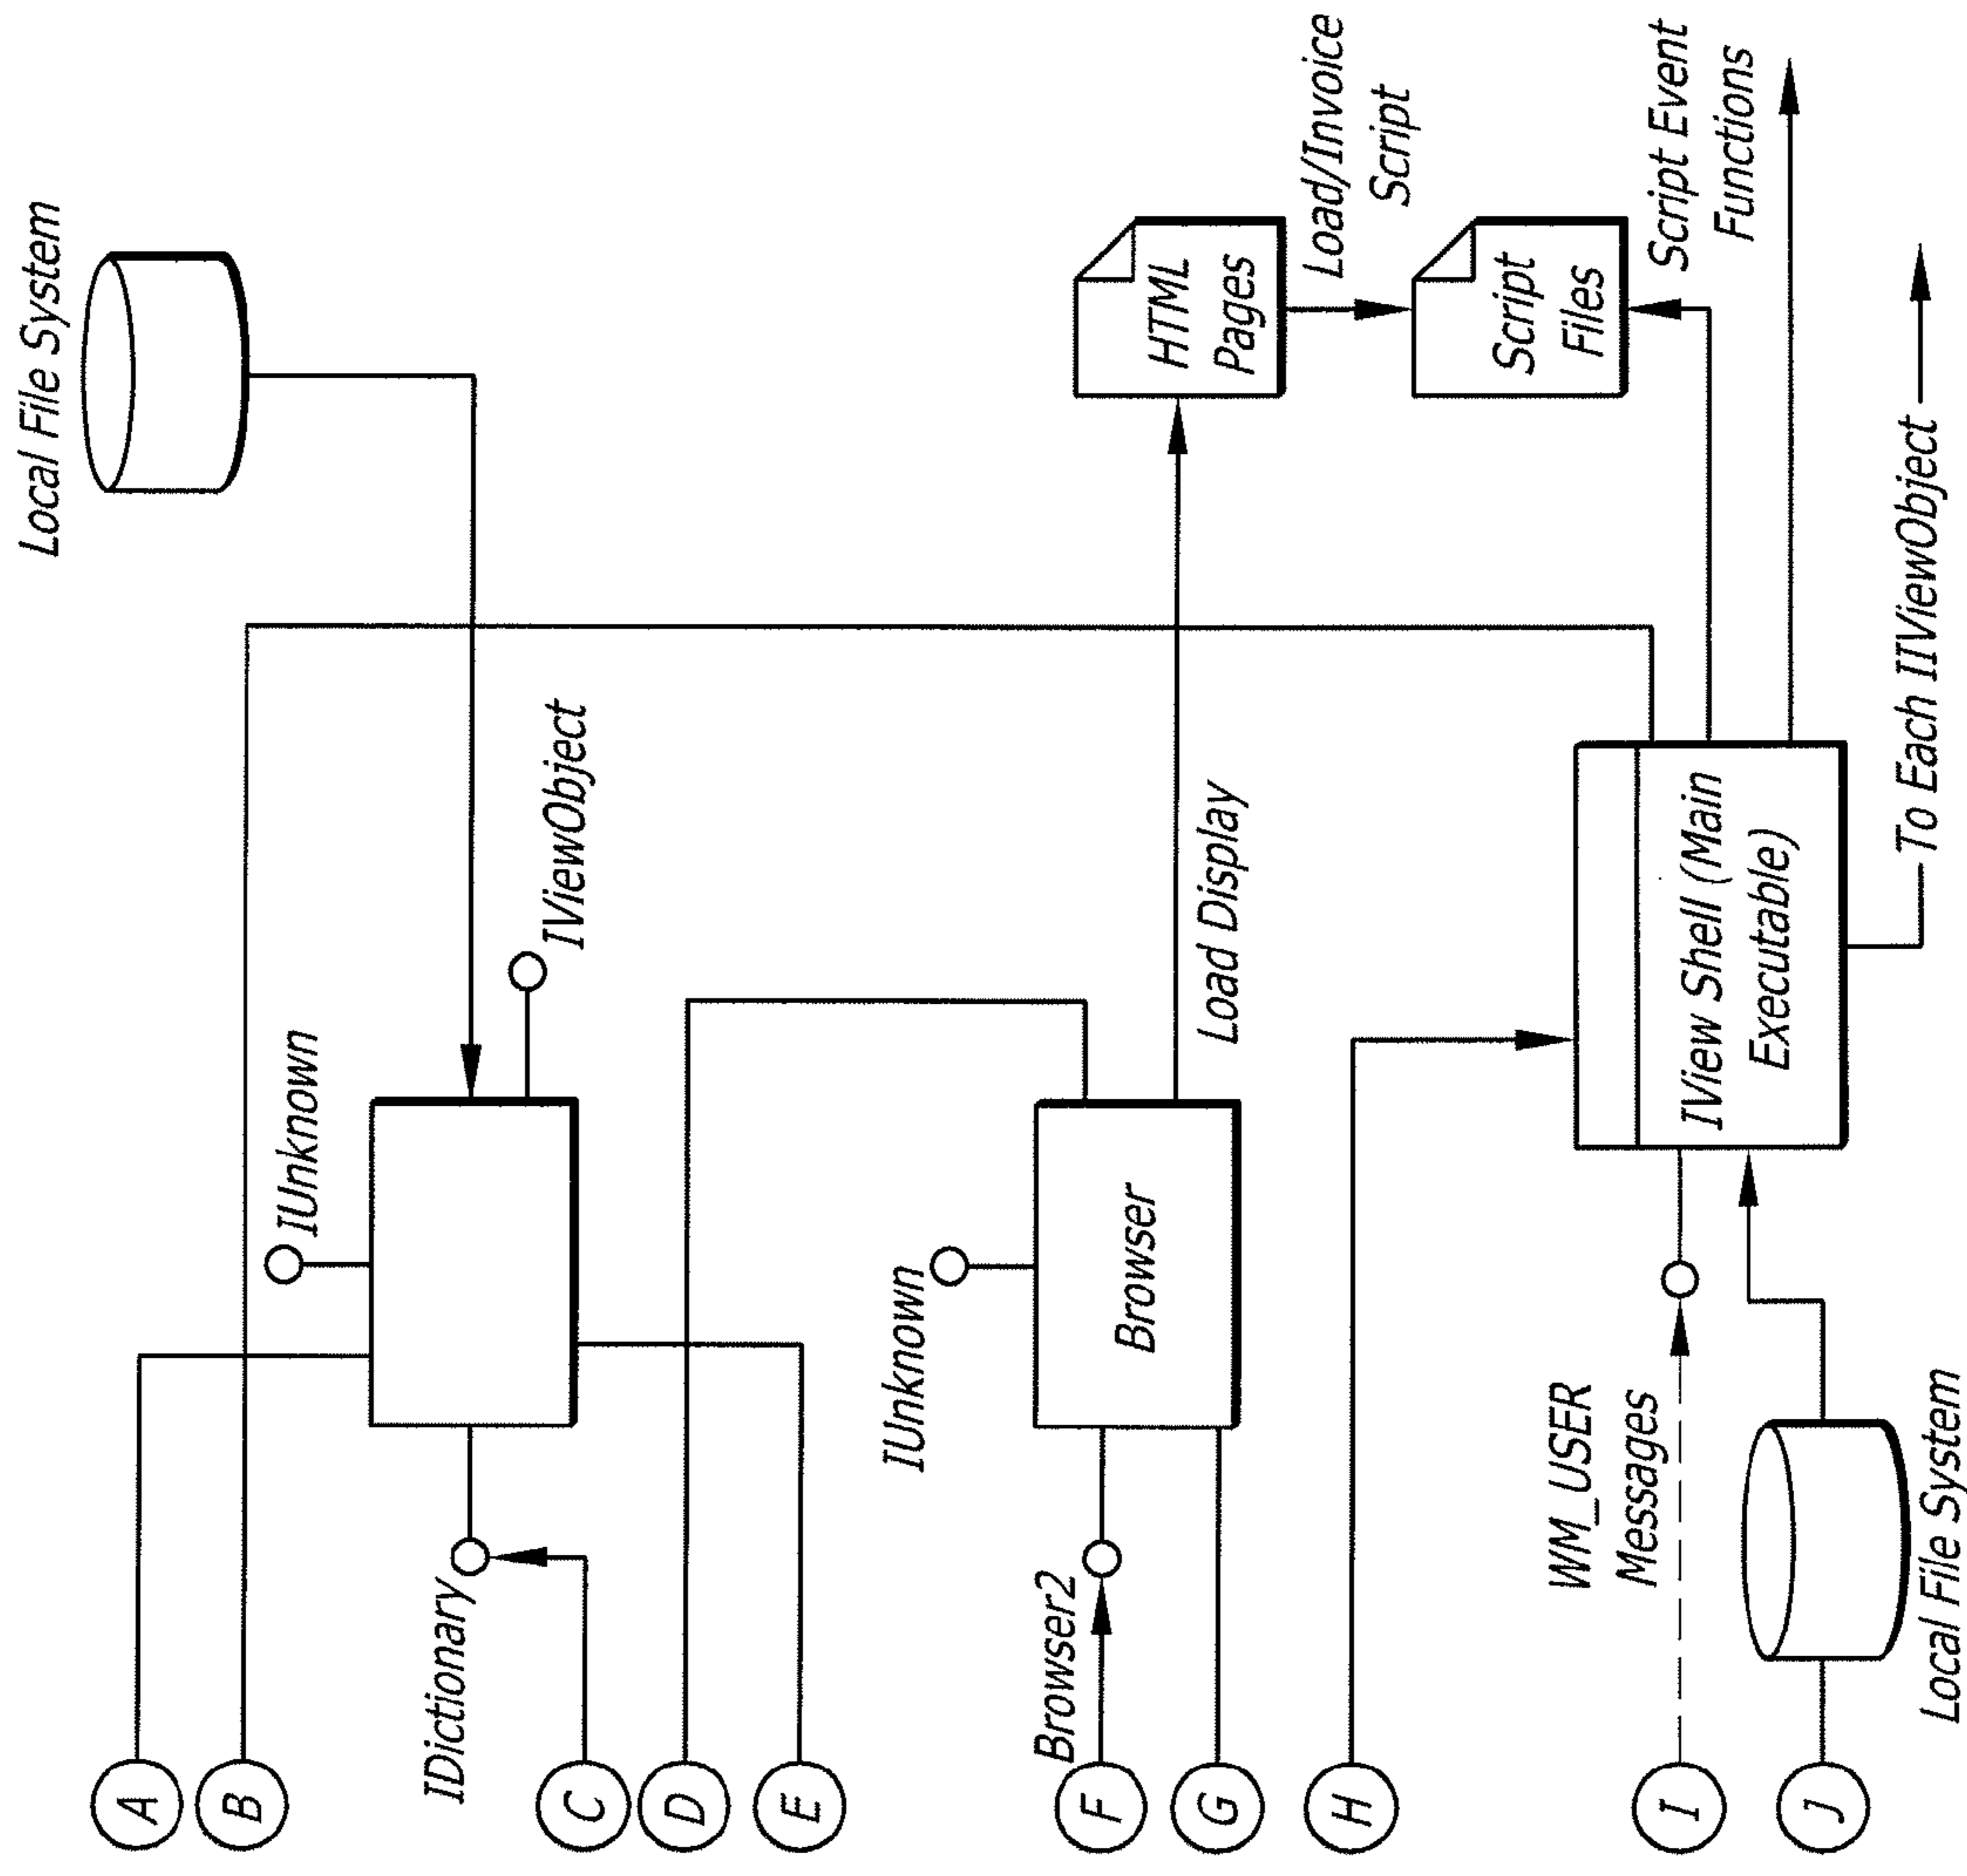 Local File System
A
B
IUnknown
IViewObject
IDictionary
C
D
E
IUnknown
Browser
Browser2
F
G
Load Display
HTML
Pages
Load/Invoice
Script
Script
Files
Script Event
Functions
H
IView Shell (Main
Executable)
To Each IIViewObject
WM_USER
Messages
I
J
Local File System